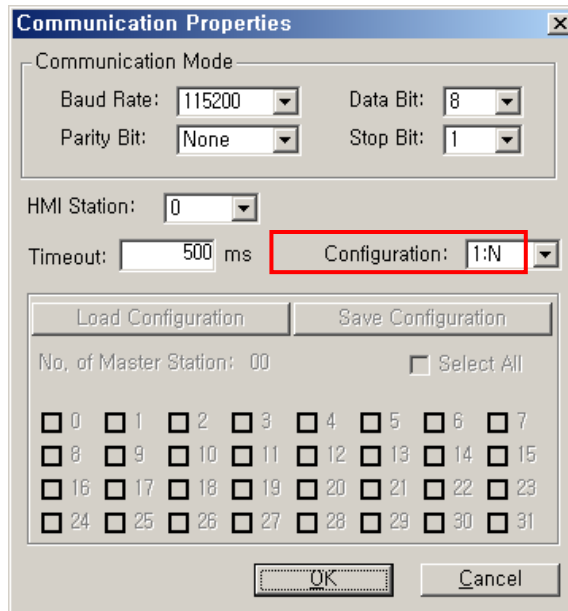 Communication Properties
Communication Mode
Baud Rate: 115200 Data Bit: 8
Parity Bit: None Stop Bit: 1
HMI Station: 0
Timeout: 500 ms Configuration: 1:N
Load Configuration Save Configuration
No. of Master Station: 00 Select All
0 1 2 3 4 5 6 7
8 9 10 11 12 13 14 15
16 17 18 19 20 21 22 23
24 25 26 27 28 29 30 31
OK Cancel